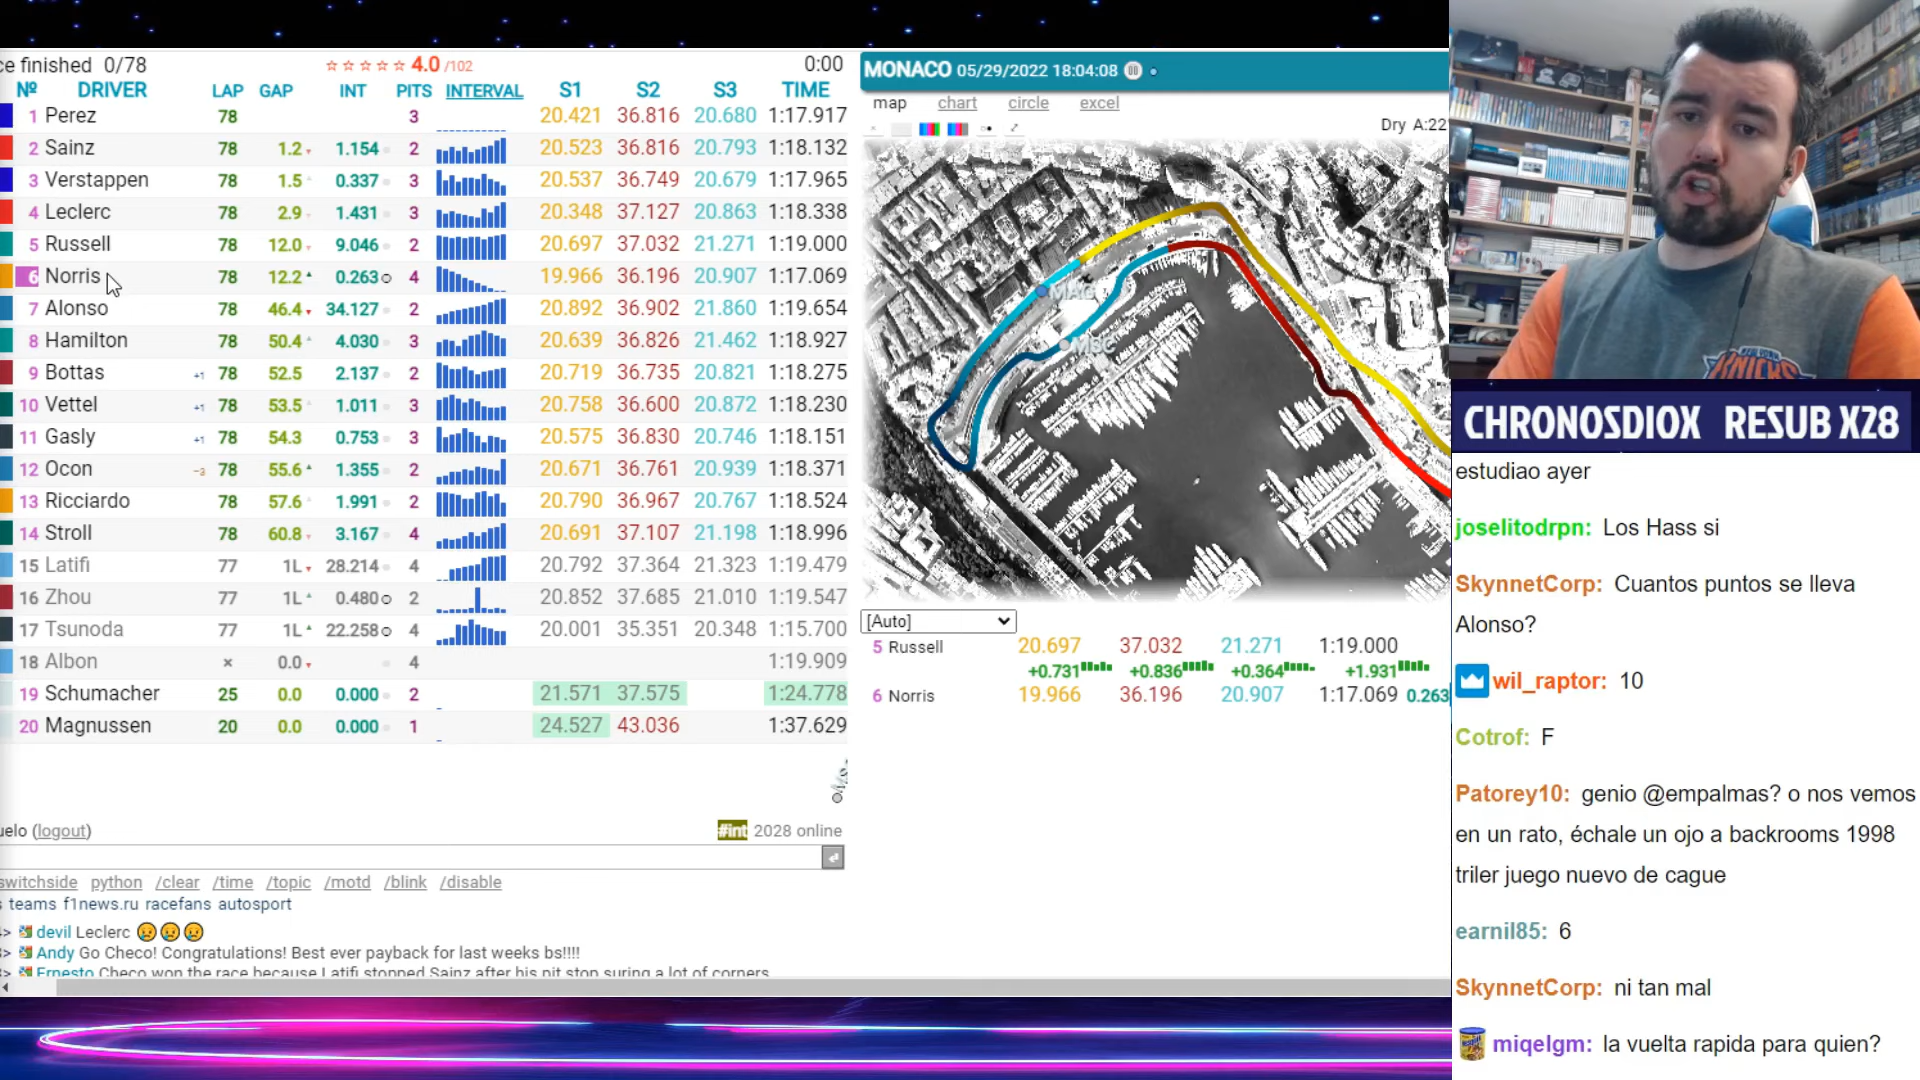 ce finished 0/78 4.0 /102 0:00
Nº DRIVER LAP GAP INT PITS INTERVAL S1 S2 S3 TIME
1 Perez 78 3 20.421 36.816 20.680 1:17.917
2 Sainz 78 1.2 1.154 2 20.523 36.816 20.793 1:18.132
3 Verstappen 78 1.5 0.337 3 20.537 36.749 20.679 1:17.965
4 Leclerc 78 2.9 1.431 3 20.348 37.127 20.863 1:18.338
5 Russell 78 12.0 9.046 2 20.697 37.032 21.271 1:19.000
6 Norris 78 12.2 0.263 4 19.966 36.196 20.907 1:17.069
7 Alonso 78 46.4 34.127 2 20.892 36.902 21.860 1:19.654
8 Hamilton 78 50.4 4.030 3 20.639 36.826 21.462 1:18.927
9 Bottas +1 78 52.5 2.137 2 20.719 36.735 20.821 1:18.275
10 Vettel +1 78 53.5 1.011 3 20.758 36.600 20.872 1:18.230
11 Gasly +1 78 54.3 0.753 3 20.575 36.830 20.746 1:18.151
12 Ocon -3 78 55.6 1.355 2 20.671 36.761 20.939 1:18.371
13 Ricciardo 78 57.6 1.991 2 20.790 36.967 20.767 1:18.524
14 Stroll 78 60.8 3.167 4 20.691 37.107 21.198 1:18.996
15 Latifi 77 1L 28.214 4 20.792 37.364 21.323 1:19.479
16 Zhou 77 1L 0.480 2 20.852 37.685 21.010 1:19.547
17 Tsunoda 77 1L 22.258 4 20.001 35.351 20.348 1:15.700
18 Albon × 0.0 4 1:19.909
19 Schumacher 25 0.0 0.000 2 21.571 37.575 1:24.778
20 Magnussen 20 0.0 0.000 1 24.527 43.036 1:37.629
uelo (logout) #int 2028 online
switchside python /clear /time /topic /motd /blink /disable
s teams f1news.ru racefans autosport
devil Leclerc 😥😥😥
Andy Go Checo! Congratulations! Best ever payback for last weeks bs!!!!
Ernesto Checo won the race because Latifi stopped Sainz after his pit stop suring a lot of corners
MONACO 05/29/2022 18:04:08
map chart circle excel
Dry A:22
[Auto]
5 Russell 20.697 37.032 21.271 1:19.000
+0.731 +0.836 +0.364 +1.931
6 Norris 19.966 36.196 20.907 1:17.069 0.263
KNICKS
CHRONOSDIOX RESUB X28
estudiao ayer
joselitodrpn: Los Hass si
SkynnetCorp: Cuantos puntos se lleva
Alonso?
wil_raptor: 10
Cotrof: F
Patorey10: genio @empalmas? o nos vemos
en un rato, échale un ojo a backrooms 1998
triler juego nuevo de cague
earnil85: 6
SkynnetCorp: ni tan mal
miqelgm: la vuelta rapida para quien?